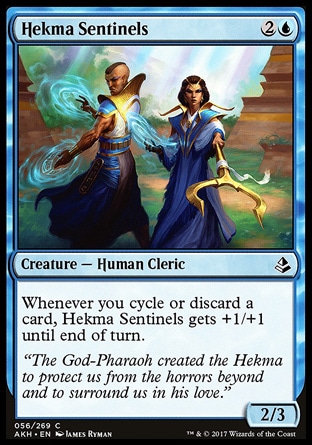 Hekma Sentinels 2
Creature — Human Cleric
Whenever you cycle or discard a
card, Hekma Sentinels gets +1/+1
until end of turn.
"The God-Pharaoh created the Hekma
to protect us from the horrors beyond
and to surround us in his love."
2/3
056/269 C
AKH • EN James Ryman
™ & © 2017 Wizards of the Coast